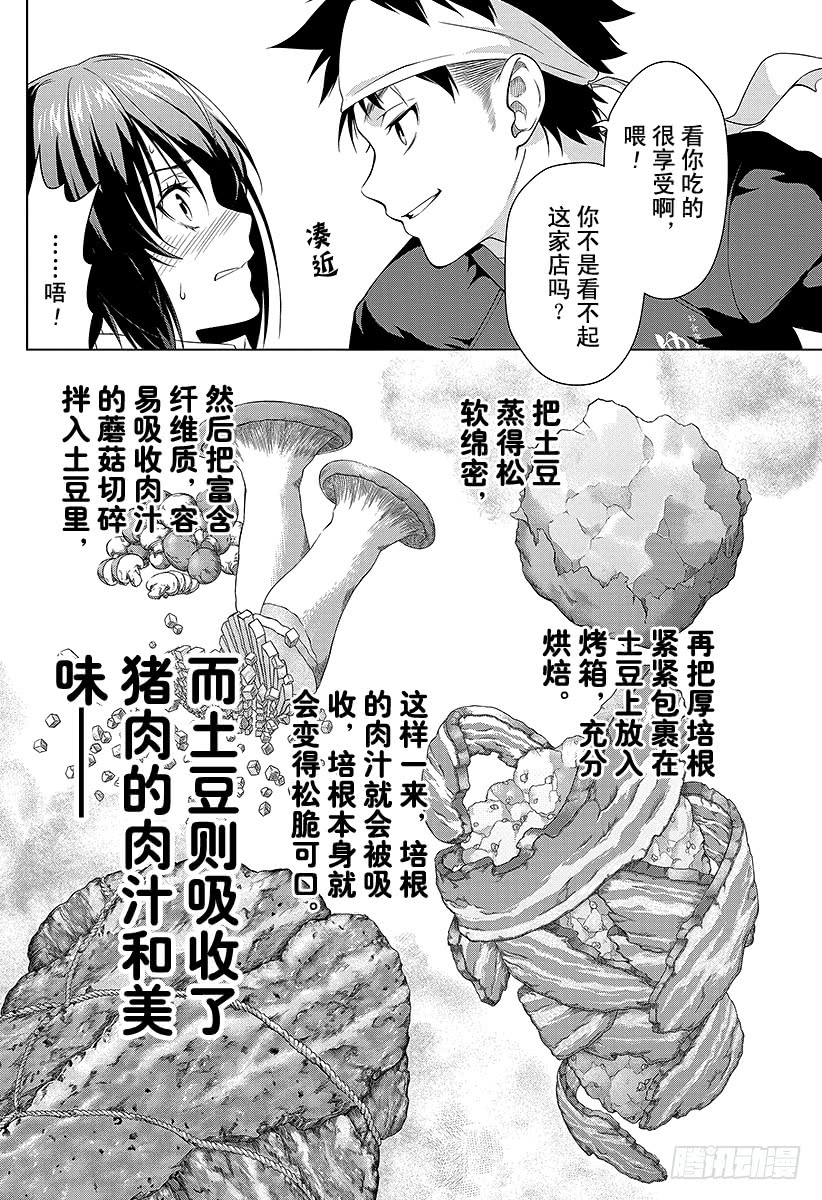 看你吃的
很享受啊，
喂！
你不是看不起
这家店吗？
凑近
……唔！
把土豆
蒸得松
软绵密，
然后把富含
纤维质，容
易吸收肉汁
的蘑菇切碎
拌入土豆里，
再把厚培根
紧紧包裹在
土豆上放入
烤箱，充分
烘焙。
这样一来，培根
的肉汁就会被吸
收，培根本身就
会变得松脆可口。
而土豆则吸收了
猪肉的肉汁和美
味——
腾讯动漫